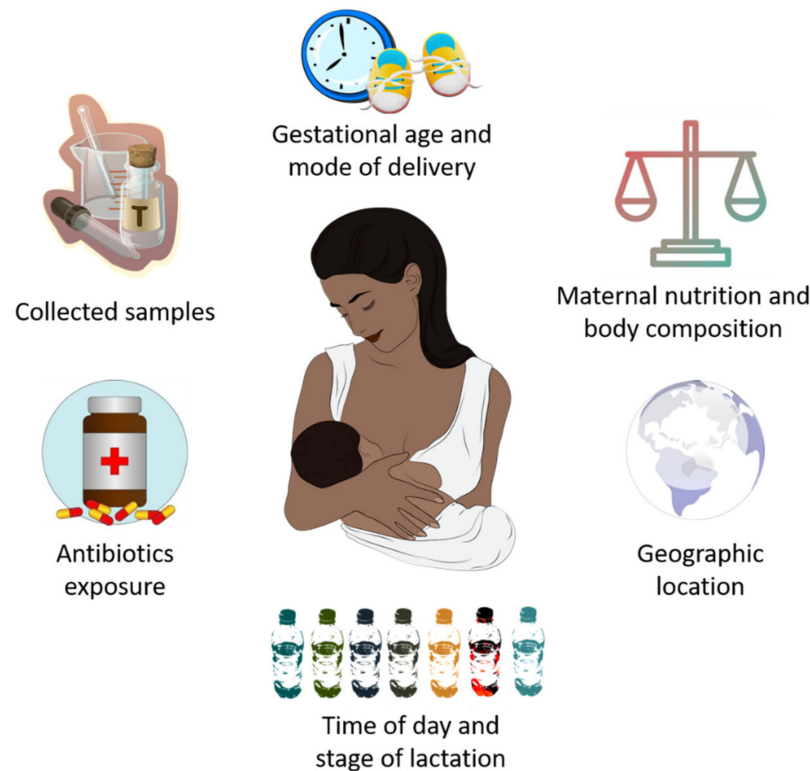 Gestational age and
mode of delivery
T
Collected samples
Maternal nutrition and
body composition
Antibiotics
exposure
Geographic
location
Time of day and
stage of lactation